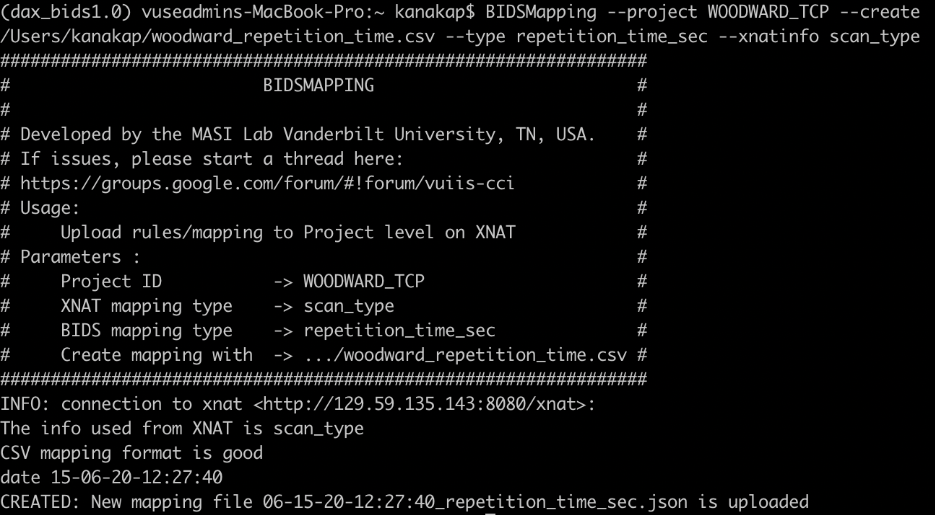 (dax_bids1.0) vuseadmins-MacBook-Pro:~ kanakap$ BIDSMapping --project WOODWARD_TCP --create
/Users/kanakap/woodward_repetition_time.csv --type repetition_time_sec --xnatinfo scan_type
################################################################
#                         BIDSMAPPING                          #
#                                                              #
# Developed by the MASI Lab Vanderbilt University, TN, USA.    #
# If issues, please start a thread here:                       #
# https://groups.google.com/forum/#!forum/vuiis-cci            #
# Usage:                                                       #
#     Upload rules/mapping to Project level on XNAT            #
# Parameters :                                                 #
#     Project ID           -> WOODWARD_TCP                     #
#     XNAT mapping type    -> scan_type                        #
#     BIDS mapping type    -> repetition_time_sec              #
#     Create mapping with  -> .../woodward_repetition_time.csv #
################################################################
INFO: connection to xnat <http://129.59.135.143:8080/xnat>:
The info used from XNAT is scan_type
CSV mapping format is good
date 15-06-20-12:27:40
CREATED: New mapping file 06-15-20-12:27:40_repetition_time_sec.json is uploaded